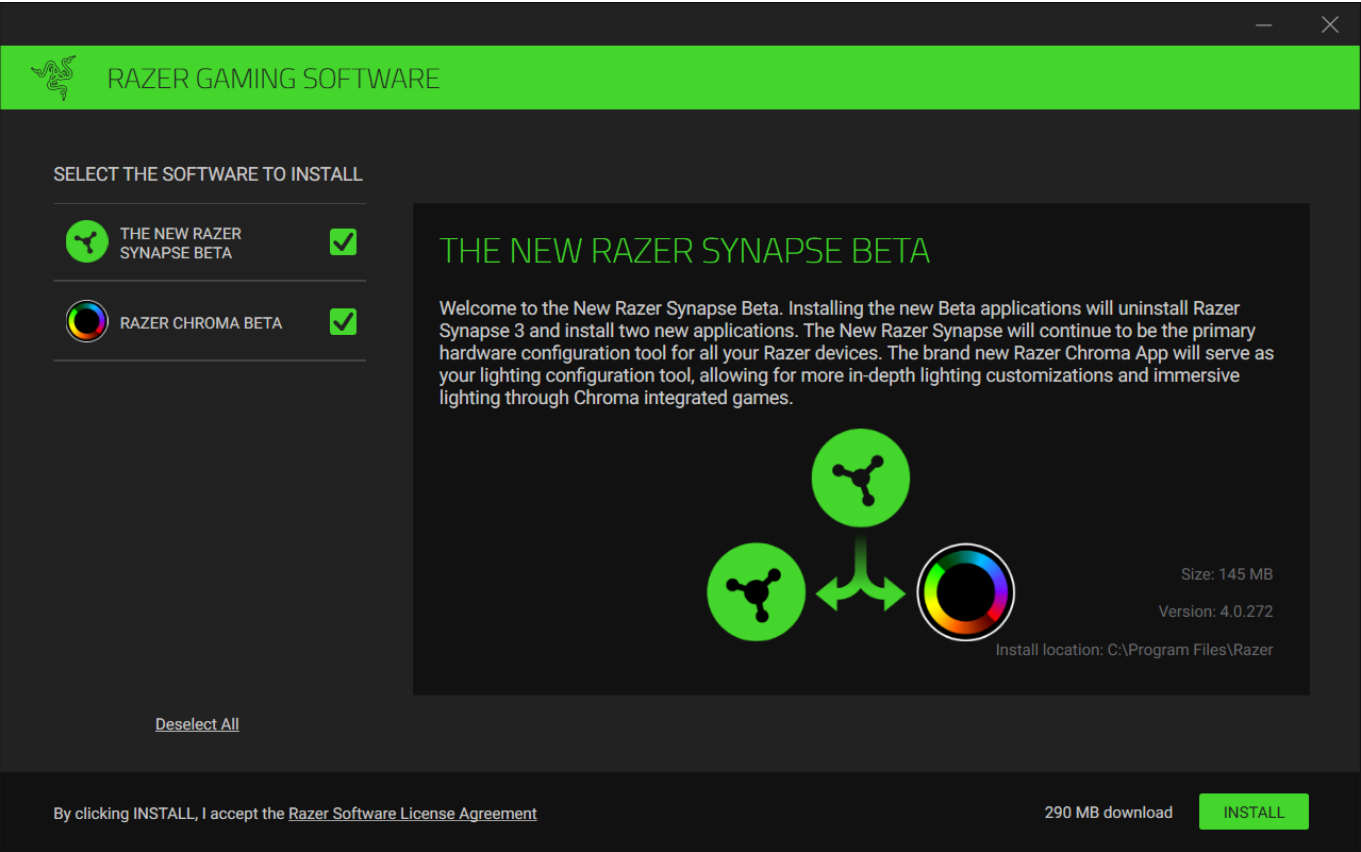 RAZER GAMING SOFTWARE
SELECT THE SOFTWARE TO INSTALL
THE NEW RAZER
SYNAPSE BETA
RAZER CHROMA BETA
Deselect All
THE NEW RAZER SYNAPSE BETA
Welcome to the New Razer Synapse Beta. Installing the new Beta applications will uninstall Razer
Synapse 3 and install two new applications. The New Razer Synapse will continue to be the primary
hardware configuration tool for all your Razer devices. The brand new Razer Chroma App will serve as
your lighting configuration tool, allowing for more in-depth lighting customizations and immersive
lighting through Chroma integrated games.
Size: 145 MB
Version: 4.0.272
Install location: C:\Program Files\Razer
By clicking INSTALL, I accept the Razer Software License Agreement
290 MB download
INSTALL